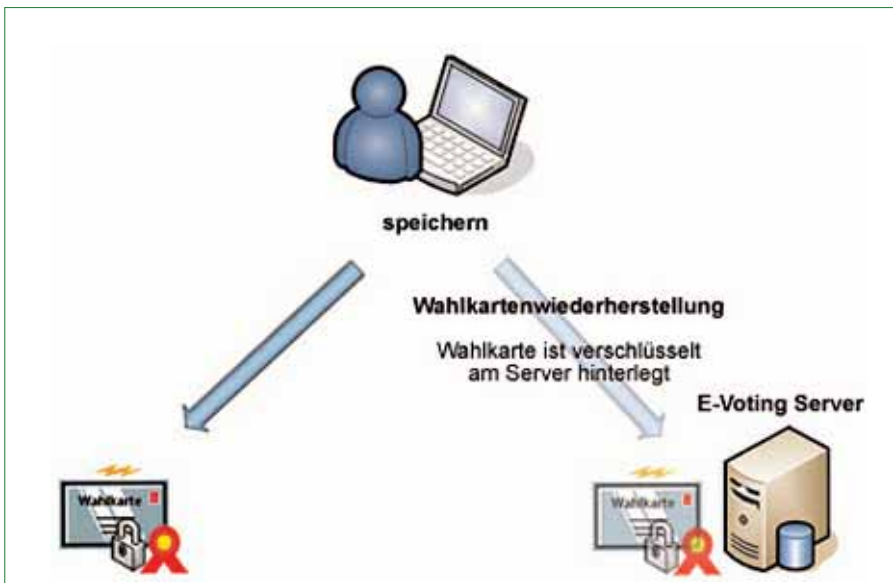 speichern
Wahlkartenwiederherstellung
Wahlkarte ist verschlüsselt
am Server hinterlegt
E-Voting Server
Wahlkarte
Wahlkarte